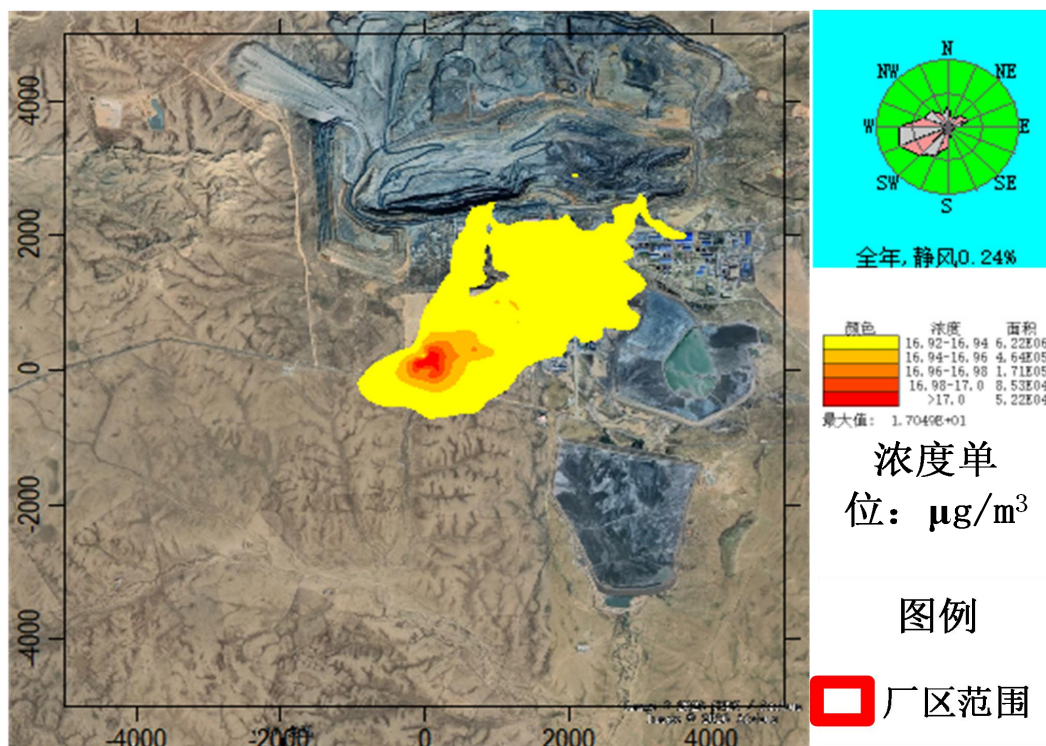 4000
2000
0
-2000
-4000
-4000
-2000
0
2000
4000
N
NW
NE
W
E
SW
SE
S
全年,静风0.24%
颜色 浓度 面积
16.92-16.94 6.22E06
16.94-16.96 4.64E05
16.96-16.98 1.71E05
16.98-17.0 8.53E04
>17.0 5.22E04
最大值: 1.7049E+01
浓度单
位：μg/m³
图例
厂区范围